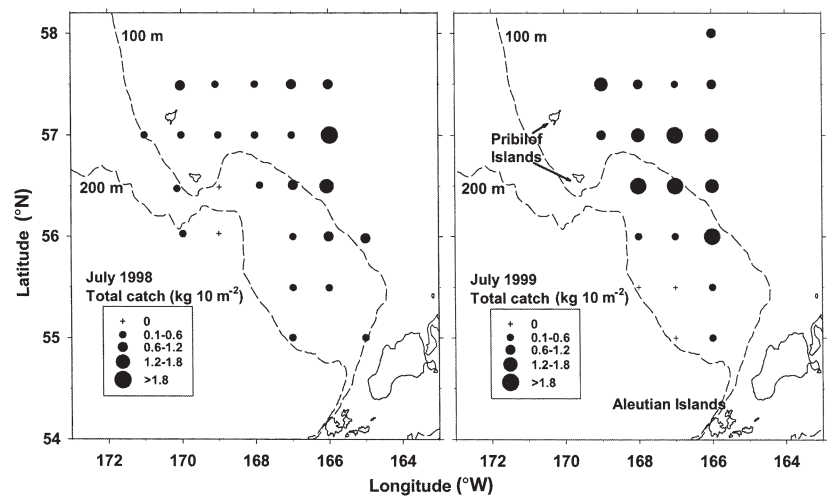 58
57
56
55
54
Latitude (°N)
100 m
200 m
July 1998
Total catch (kg 10 m-2)
0
0.1-0.6
0.6-1.2
1.2-1.8
>1.8
172
170
168
166
164
100 m
Pribilof
Islands
200 m
July 1999
Total catch (kg 10 m-2)
0
0.1-0.6
0.6-1.2
1.2-1.8
>1.8
Aleutian Islands
172
170
168
166
164
Longitude (°W)